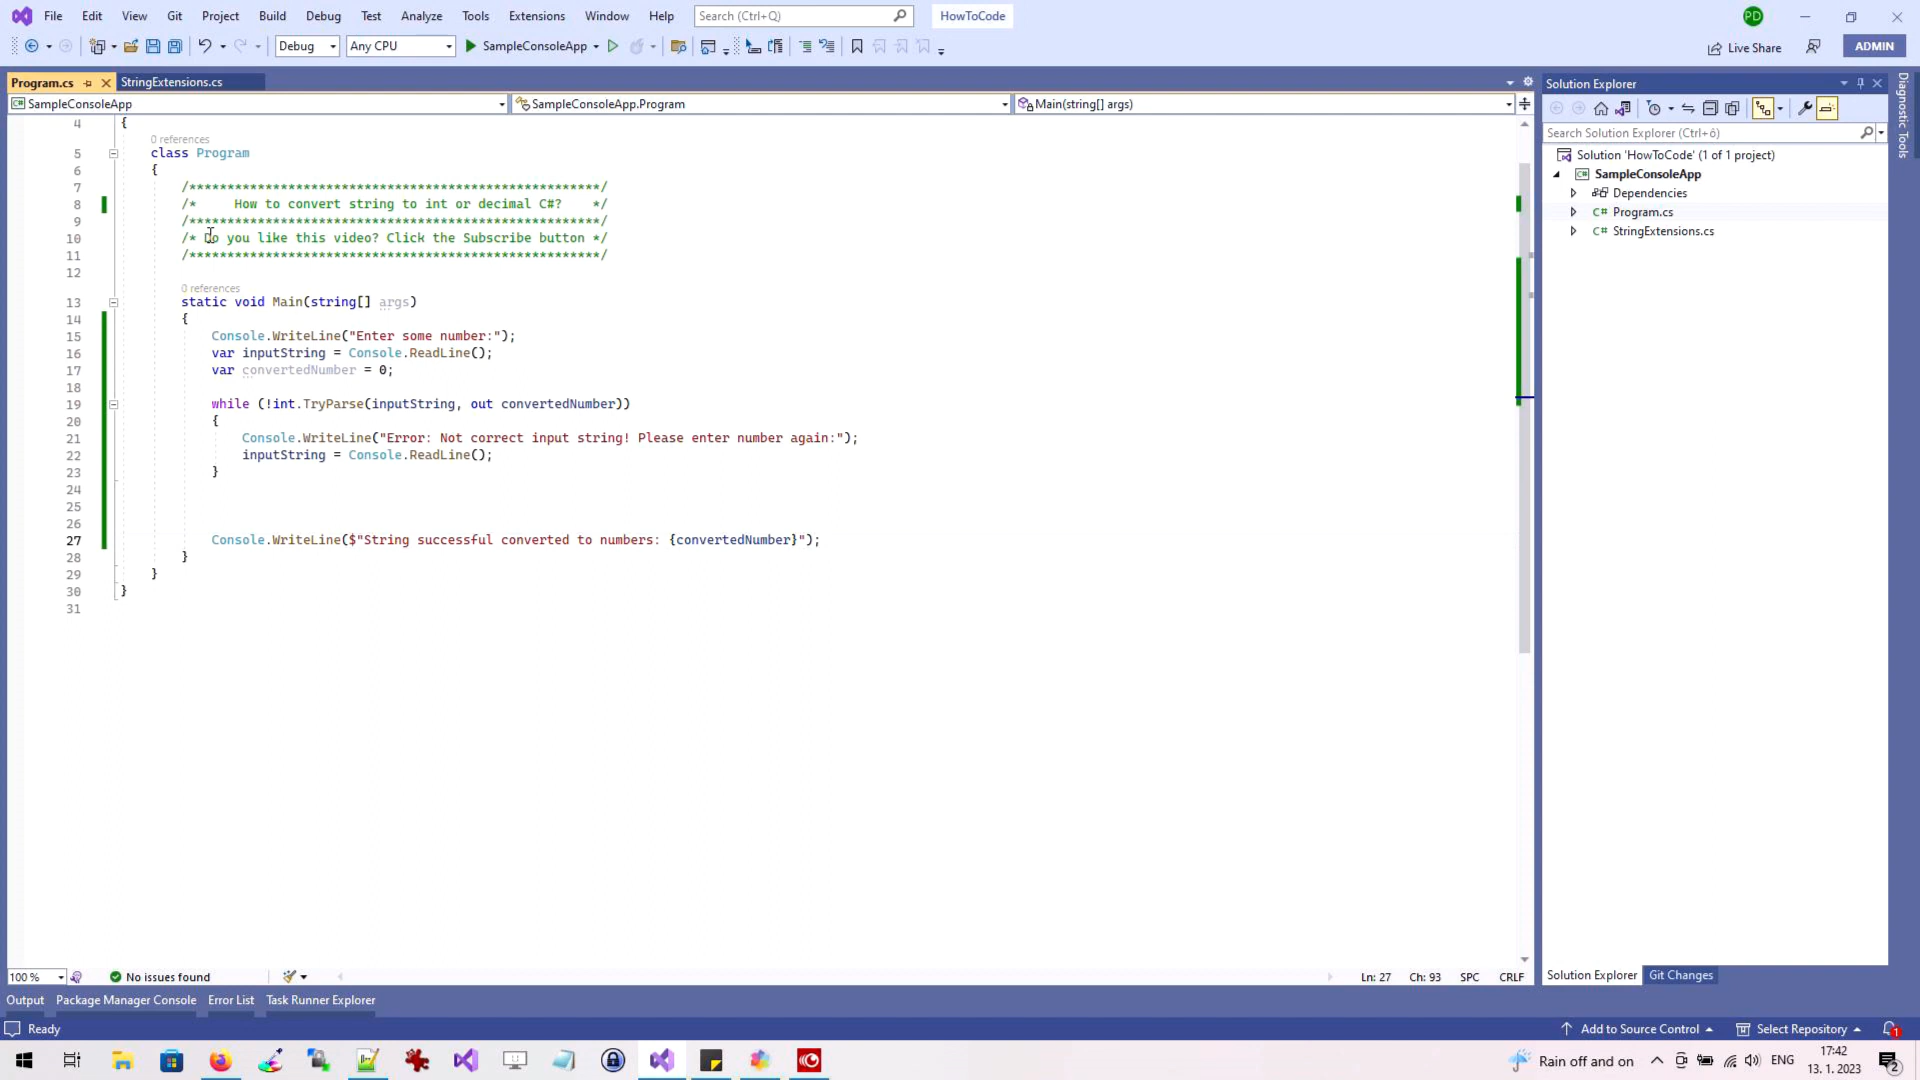 File Edit View Git Project Build Debug Test Analyze Tools Extensions Window Help Search (Ctrl+Q) HowToCode PD
Debug Any CPU SampleConsoleApp Live Share ADMIN
Program.cs StringExtensions.cs
SampleConsoleApp SampleConsoleApp.Program Main(string[] args)
4 {
0 references
5 class Program
6 {
7 /******************************************************/
8 /* How to convert string to int or decimal C#? */
9 /******************************************************/
10 /* Do you like this video? Click the Subscribe button */
11 /******************************************************/
12
0 references
13 static void Main(string[] args)
14 {
15 Console.WriteLine("Enter some number:");
16 var inputString = Console.ReadLine();
17 var convertedNumber = 0;
18
19 while (!int.TryParse(inputString, out convertedNumber))
20 {
21 Console.WriteLine("Error: Not correct input string! Please enter number again:");
22 inputString = Console.ReadLine();
23 }
24
25
26
27 Console.WriteLine($"String successful converted to numbers: {convertedNumber}");
28 }
29 }
30 }
31
100 % No issues found Ln: 27 Ch: 93 SPC CRLF
Output Package Manager Console Error List Task Runner Explorer
Solution Explorer
Search Solution Explorer (Ctrl+ô)
Solution 'HowToCode' (1 of 1 project)
C# SampleConsoleApp
Dependencies
C# Program.cs
C# StringExtensions.cs
Solution Explorer Git Changes
Diagnostic Tools
Ready Add to Source Control Select Repository 1
Rain off and on ENG 17:42
13. 1. 2023 2